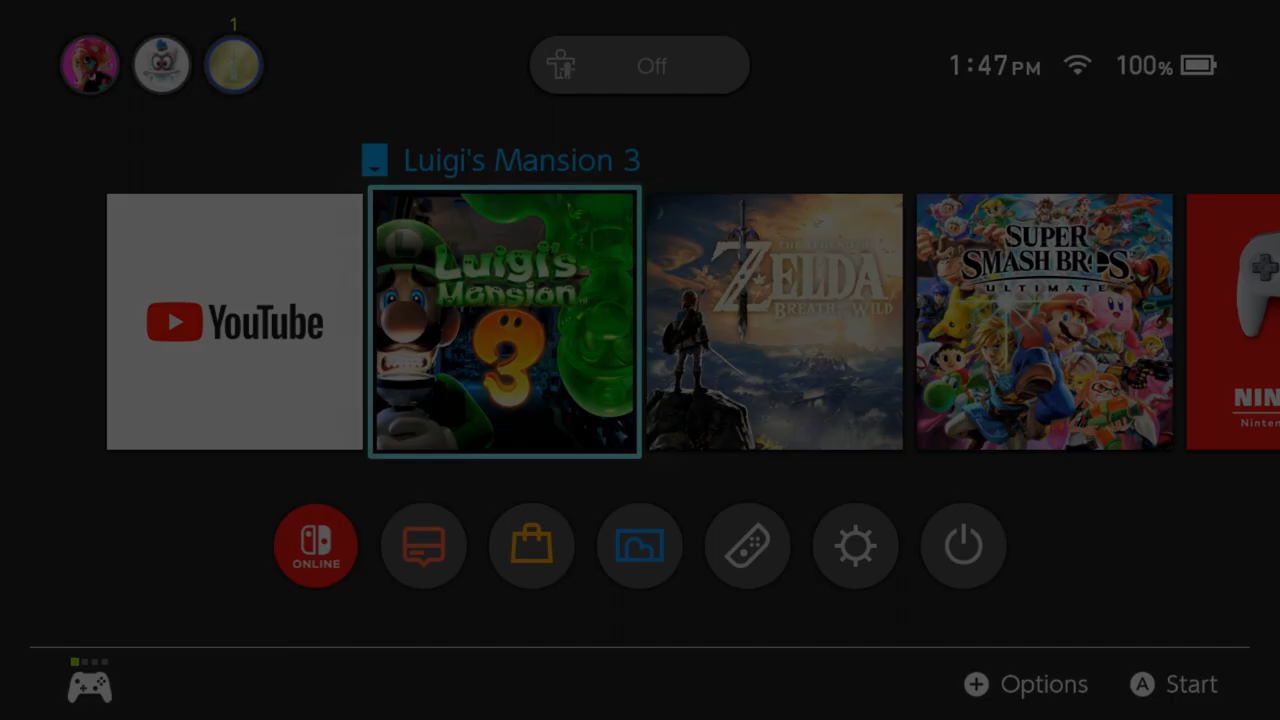 1
Off
1:47PM
100%
Luigi's Mansion 3
YouTube
Luigi's
Mansion
3
THE LEGEND OF
ZELDA
BREATH OF THE WILD
SUPER
SMASH BROS.
ULTIMATE
NIN
Ninten
ONLINE
Options
A Start